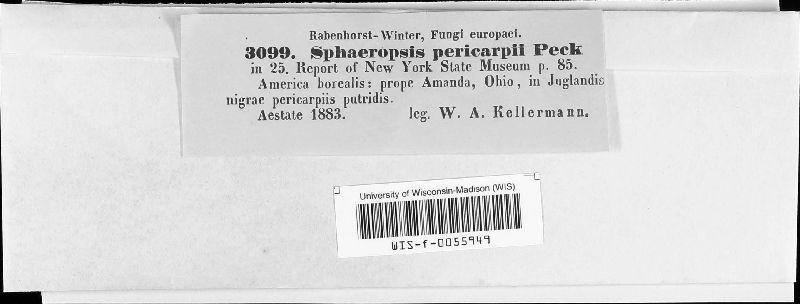 Rabenhorst-Winter, Fungi europaei.
3099. Sphaeropsis pericarpii Peck
in 25. Report of New York State Museum p. 85.
America borealis: prope Amanda, Ohio, in Juglandis
nigrae pericarpiis putridis.
Aestate 1883. leg. W. A. Kellermann.
University of Wisconsin-Madison (WIS)
WIS-f-0055949